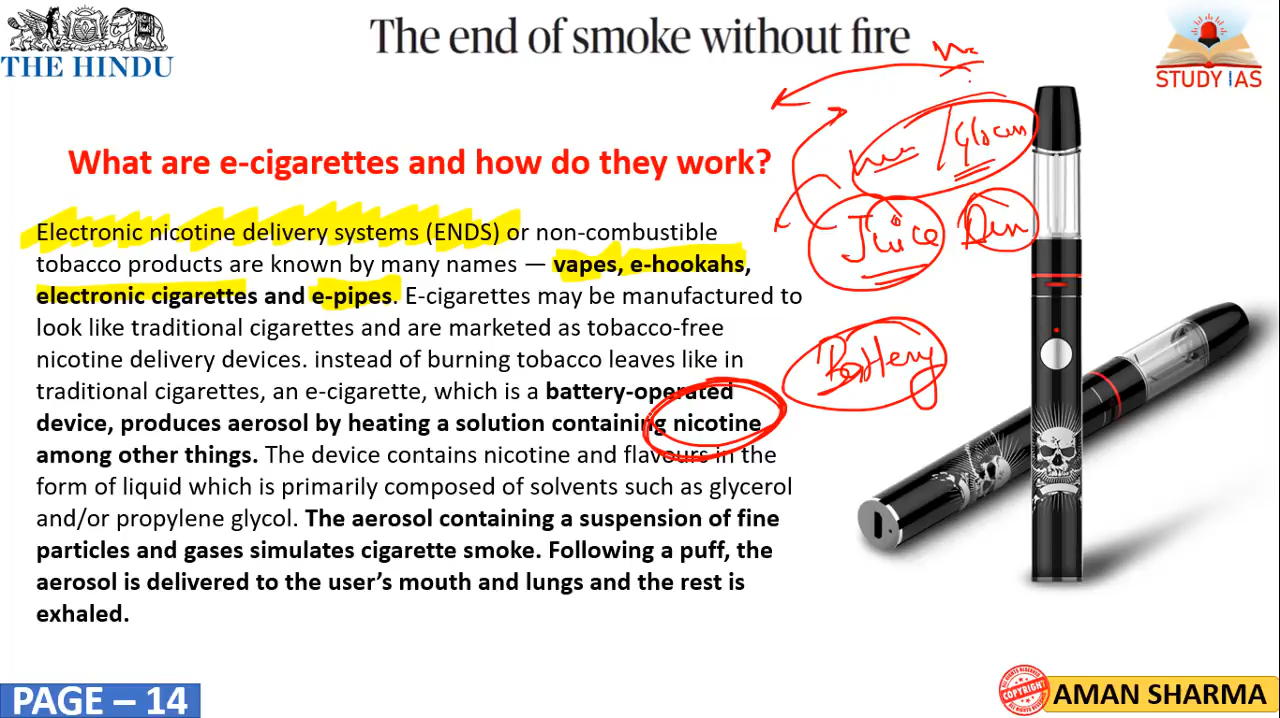 The end of smoke without fire
THE HINDU
STUDY IAS
What are e-cigarettes and how do they work?
Electronic nicotine delivery systems (ENDS) or non-combustible
tobacco products are known by many names — vapes, e-hookahs,
electronic cigarettes and e-pipes. E-cigarettes may be manufactured to
look like traditional cigarettes and are marketed as tobacco-free
nicotine delivery devices. instead of burning tobacco leaves like in
traditional cigarettes, an e-cigarette, which is a battery-operated
device, produces aerosol by heating a solution containing nicotine
among other things. The device contains nicotine and flavours in the
form of liquid which is primarily composed of solvents such as glycerol
and/or propylene glycol. The aerosol containing a suspension of fine
particles and gases simulates cigarette smoke. Following a puff, the
aerosol is delivered to the user's mouth and lungs and the rest is
exhaled.
Juice
Battery
PAGE – 14
COPYRIGHT
AMAN SHARMA